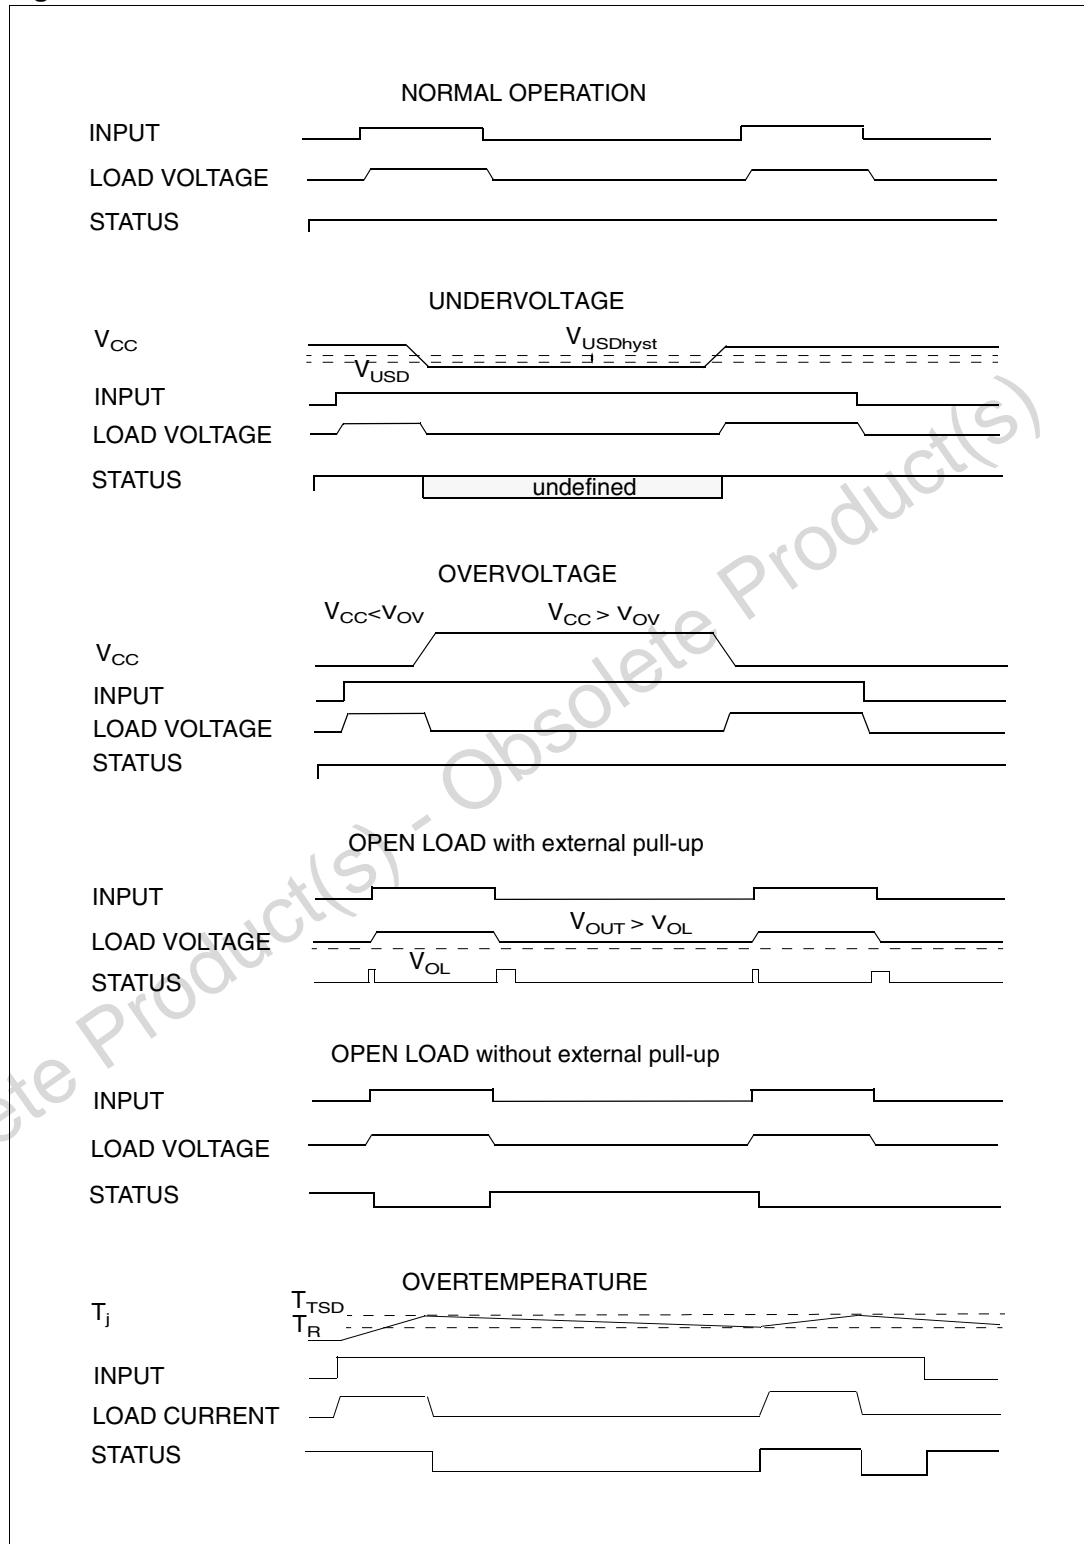 NORMAL OPERATION
INPUT
LOAD VOLTAGE
STATUS
UNDERVOLTAGE
VCC
VUSDhyst
VUSD
INPUT
LOAD VOLTAGE
STATUS
undefined
OVERVOLTAGE
VCC<VOV
VCC > VOV
VCC
INPUT
LOAD VOLTAGE
STATUS
OPEN LOAD with external pull-up
INPUT
VOUT > VOL
LOAD VOLTAGE
VOL
STATUS
OPEN LOAD without external pull-up
INPUT
LOAD VOLTAGE
STATUS
OVERTEMPERATURE
Tj
TTSD
TR
INPUT
LOAD CURRENT
STATUS
ete Product(s) - Obsolete Product(s)